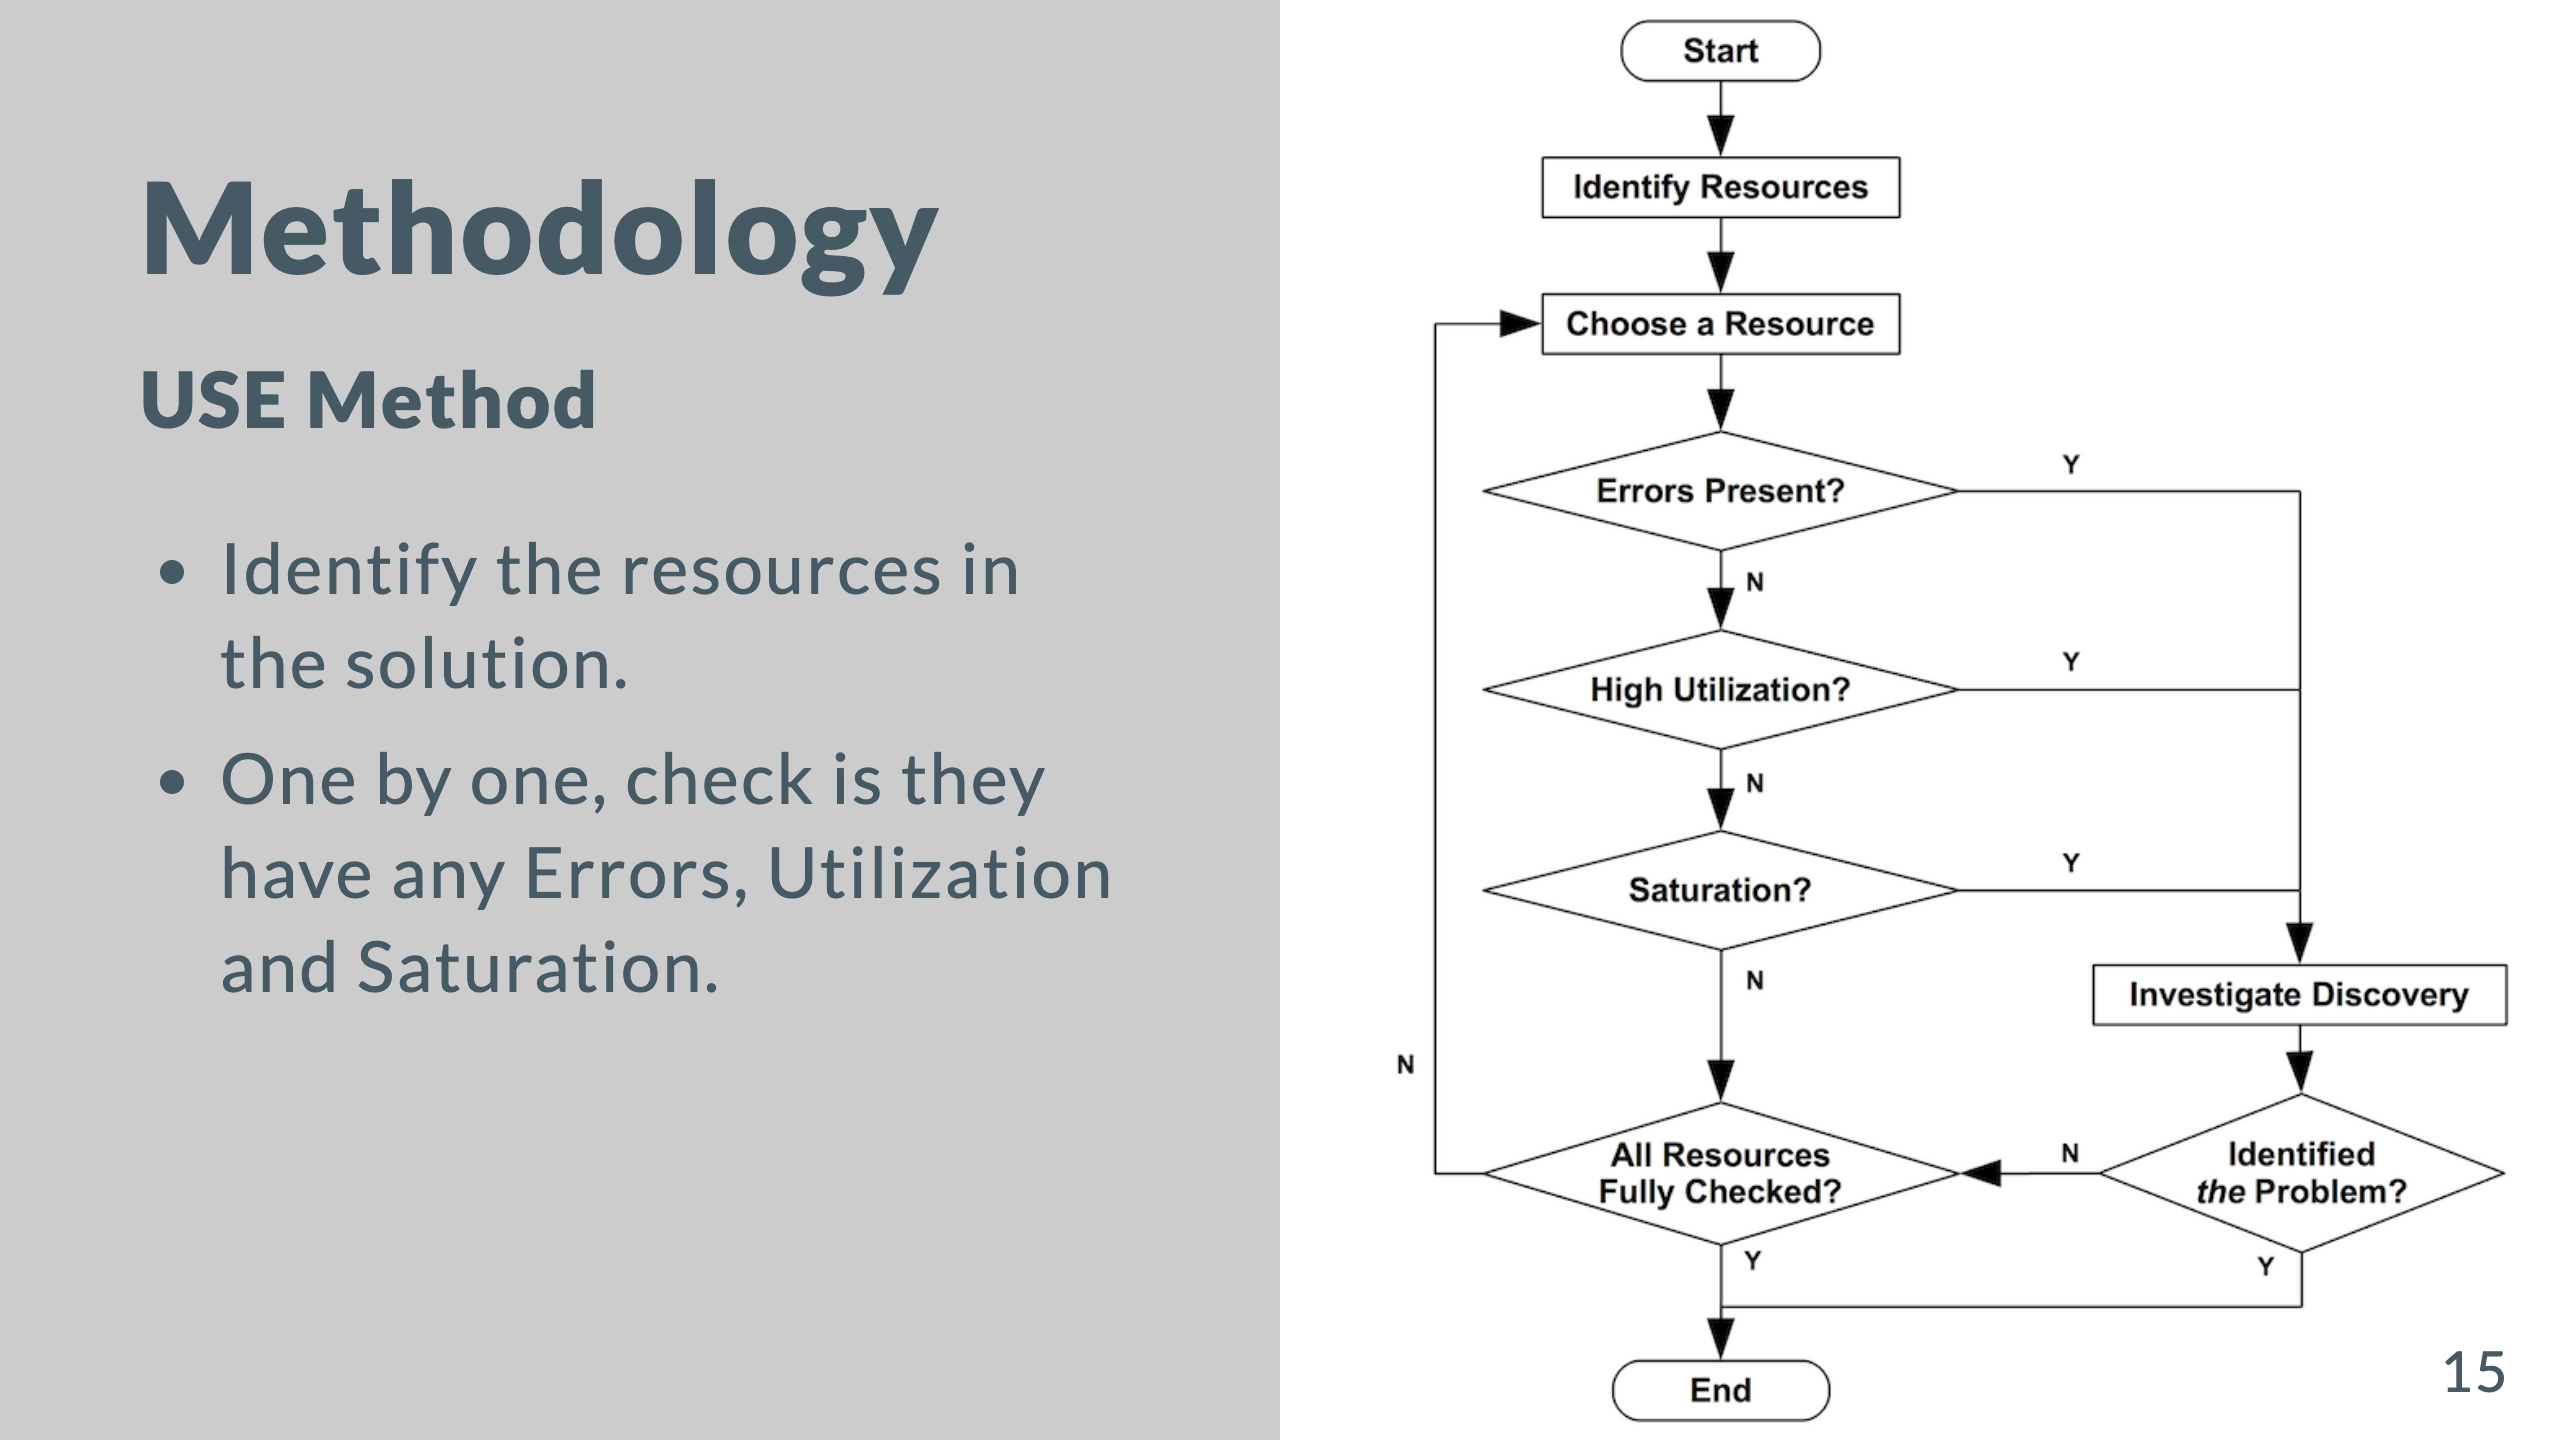 Methodology
USE Method
• Identify the resources in
the solution.
• One by one, check is they
have any Errors, Utilization
and Saturation.
Start
Identify Resources
Choose a Resource
Errors Present?
Y
N
High Utilization?
Y
N
Saturation?
Y
N
Investigate Discovery
N
All Resources
Fully Checked?
N
Identified
the Problem?
Y
Y
End
15